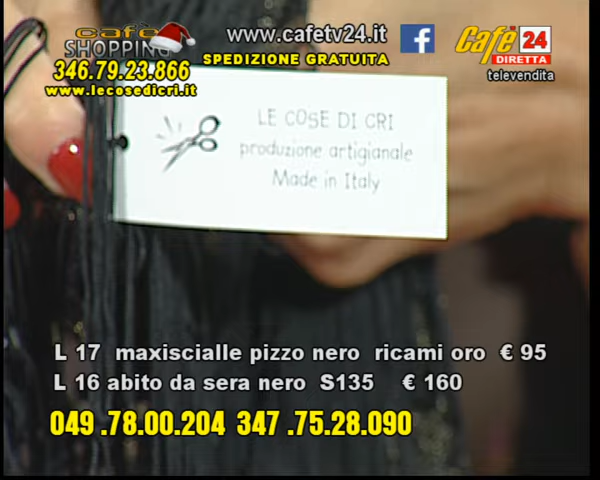 cafè
SHOPPING
346.79.23.866
www.lecosedicri.it
www.cafetv24.it
SPEDIZIONE GRATUITA
f
Cafè 24
DIRETTA
televendita
LE COSE DI CRI
produzione artigianale
Made in Italy
L 17 maxiscialle pizzo nero ricami oro € 95
L 16 abito da sera nero S135 € 160
049 .78.00.204 347 .75.28.090